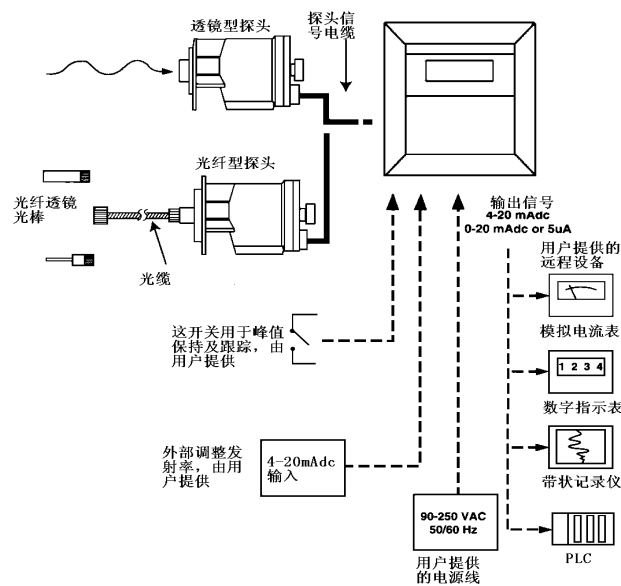 透镜型探头
探头信
号电缆
光纤型探头
光纤透镜
光棒
光缆
输出信号
4-20 mAdc
0-20 mAdc or 5uA
用户提供的
远程设备
模拟电流表
这开关用于峰值
保持及跟踪，由
用户提供
1 2 3 4
数字指示表
外部调整发
射率，由用
户提供
4-20mAdc
输入
带状记录仪
90-250 VAC
50/60 Hz
用户提供
的电源线
PLC